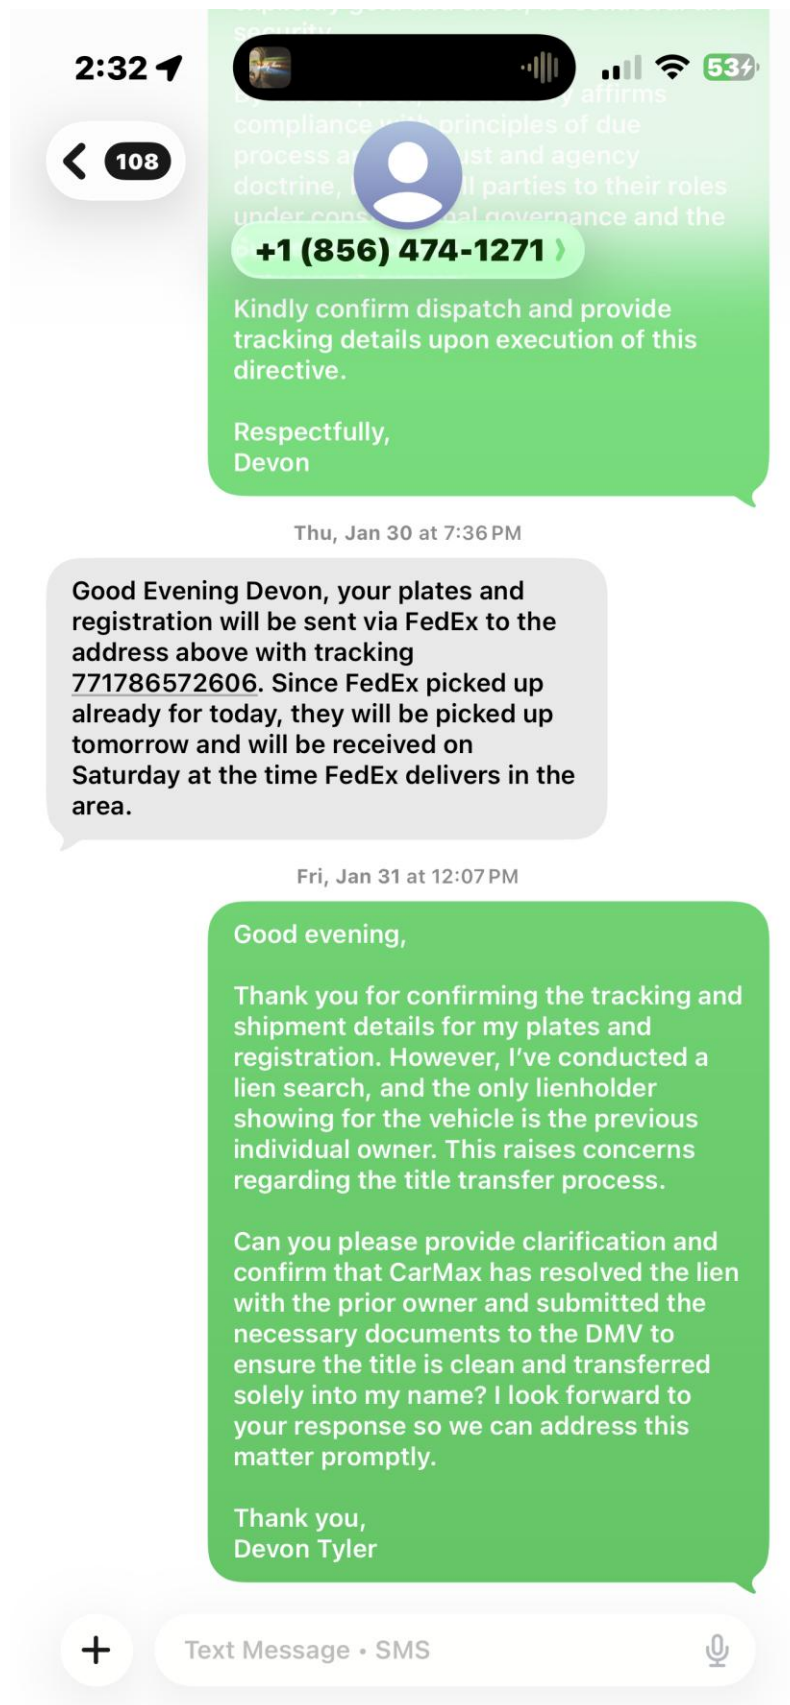 security.
2:32
53
affirms
compliance with principles of due
process and agency
doctrine, all parties to their roles
governance and the
108
+1 (856) 474-1271
Kindly confirm dispatch and provide
tracking details upon execution of this
directive.
Respectfully,
Devon
Thu, Jan 30 at 7:36 PM
Good Evening Devon, your plates and
registration will be sent via FedEx to the
address above with tracking
771786572606. Since FedEx picked up
already for today, they will be picked up
tomorrow and will be received on
Saturday at the time FedEx delivers in the
area.
Fri, Jan 31 at 12:07 PM
Good evening,
Thank you for confirming the tracking and
shipment details for my plates and
registration. However, I’ve conducted a
lien search, and the only lienholder
showing for the vehicle is the previous
individual owner. This raises concerns
regarding the title transfer process.
Can you please provide clarification and
confirm that CarMax has resolved the lien
with the prior owner and submitted the
necessary documents to the DMV to
ensure the title is clean and transferred
solely into my name? I look forward to
your response so we can address this
matter promptly.
Thank you,
Devon Tyler
Text Message • SMS